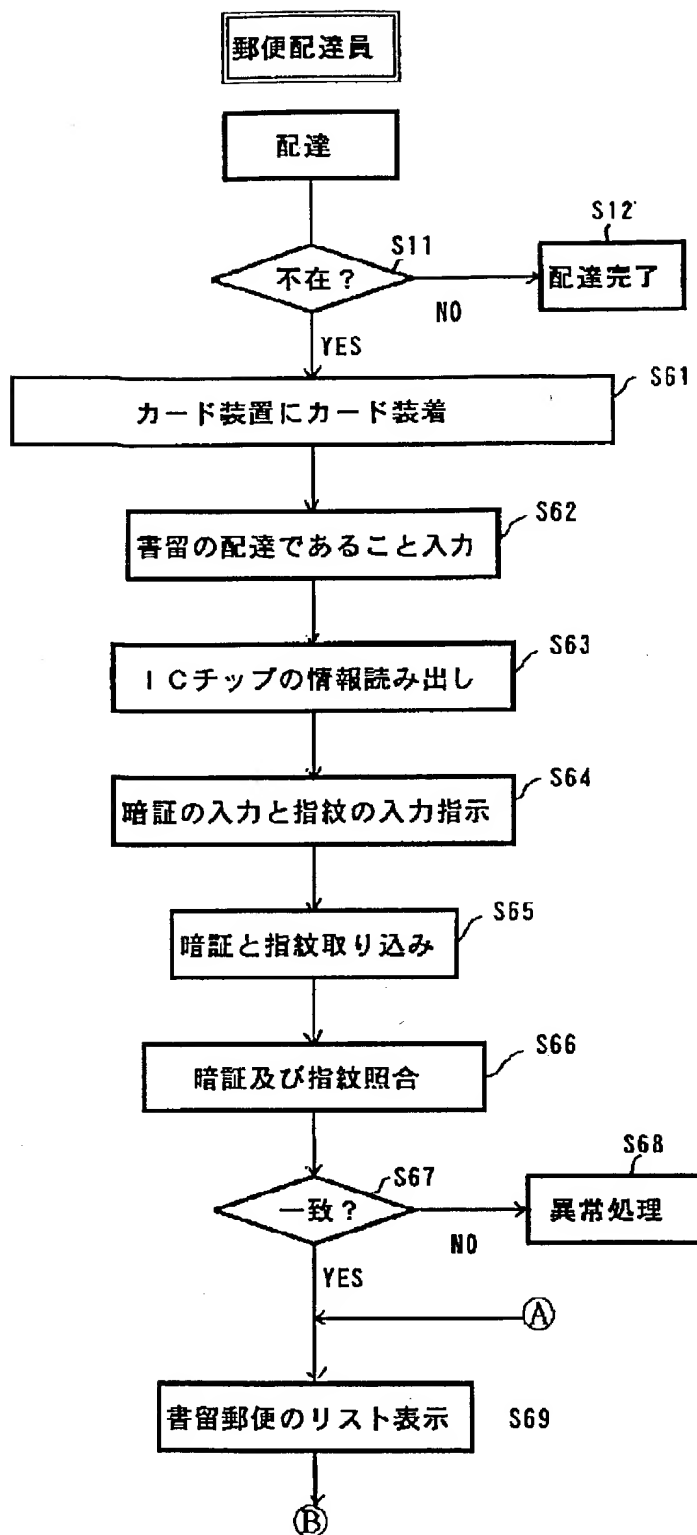 郵便配達員
配達
S11
不在?
NO
S12
配達完了
YES
S61
カード装置にカード装着
S62
書留の配達であること入力
S63
ICチップの情報読み出し
S64
暗証の入力と指紋の入力指示
S65
暗証と指紋取り込み
S66
暗証及び指紋照合
S67
一致?
NO
S68
異常処理
YES
A
書留郵便のリスト表示
S69
B